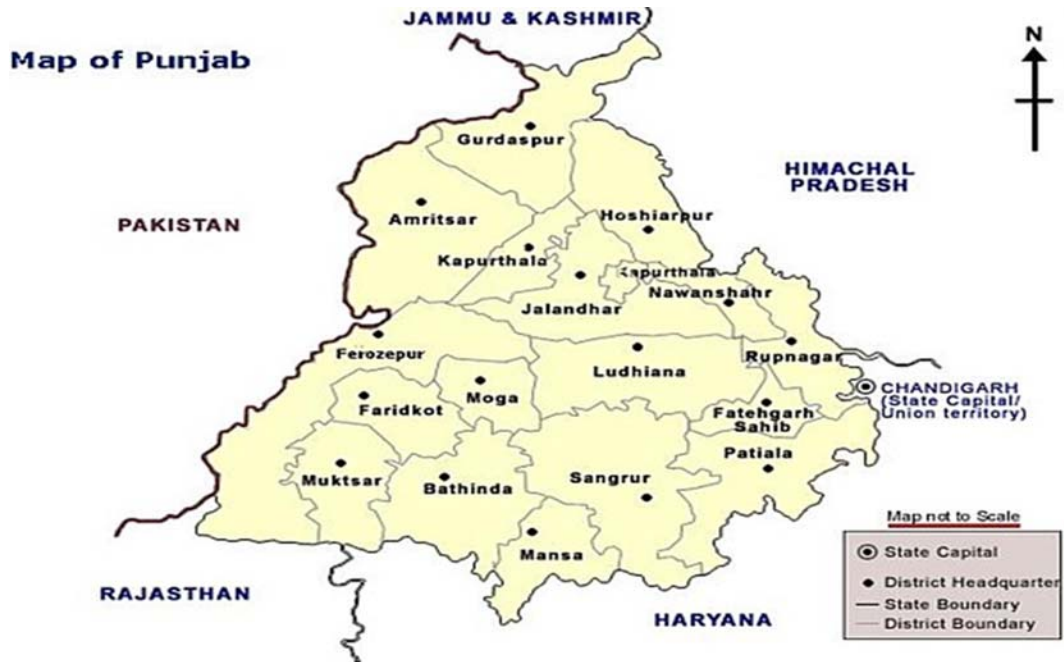 JAMMU & KASHMIR
Map of Punjab
N
Gurdaspur
HIMACHAL
PRADESH
PAKISTAN
Amritsar
Hoshiarpur
Kapurthala
Kapurthala
Nawanshahr
Jalandhar
Ferozepur
Rupnagar
Ludhiana
CHANDIGARH
(State Capital/
Union territory)
Moga
Faridkot
Fatehgarh
Sahib
Patiala
Muktsar
Bathinda
Sangrur
Mansa
Map not to Scale
State Capital
District Headquarter
State Boundary
District Boundary
RAJASTHAN
HARYANA